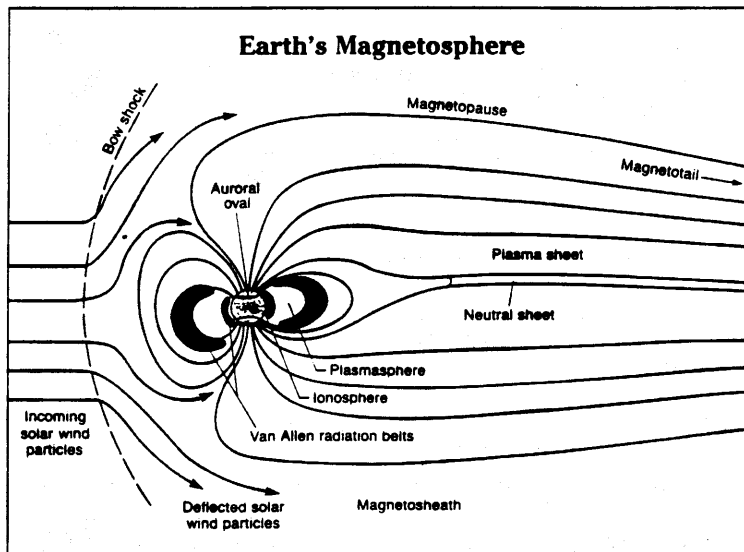 Earth's Magnetosphere
Bow shock
Magnetopause
Magnetotail
Auroral
oval
Plasma sheet
Neutral sheet
Plasmasphere
Ionosphere
Van Allen radiation belts
Incoming
solar wind
particles
Deflected solar
wind particles
Magnetosheath